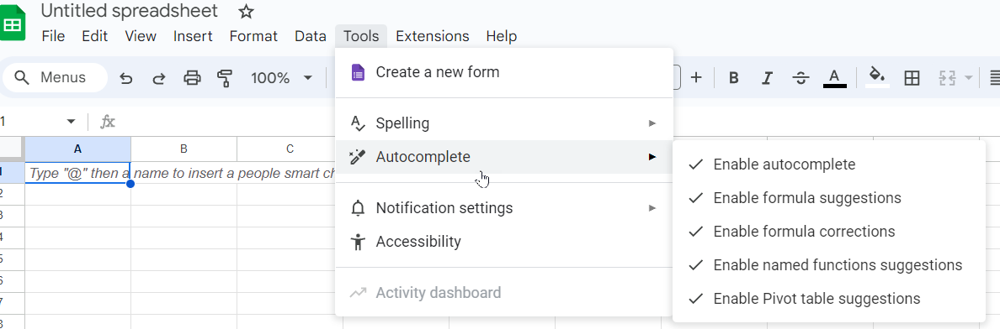 Untitled spreadsheet
File Edit View Insert Format Data Tools Extensions Help
Menus 100% + B I S A
1 fx
A B C
1 Type "@" then a name to insert a people smart ch
2
3
4
5
6
7
8
Create a new form
Spelling
Autocomplete
Notification settings
Accessibility
Activity dashboard
Enable autocomplete
Enable formula suggestions
Enable formula corrections
Enable named functions suggestions
Enable Pivot table suggestions